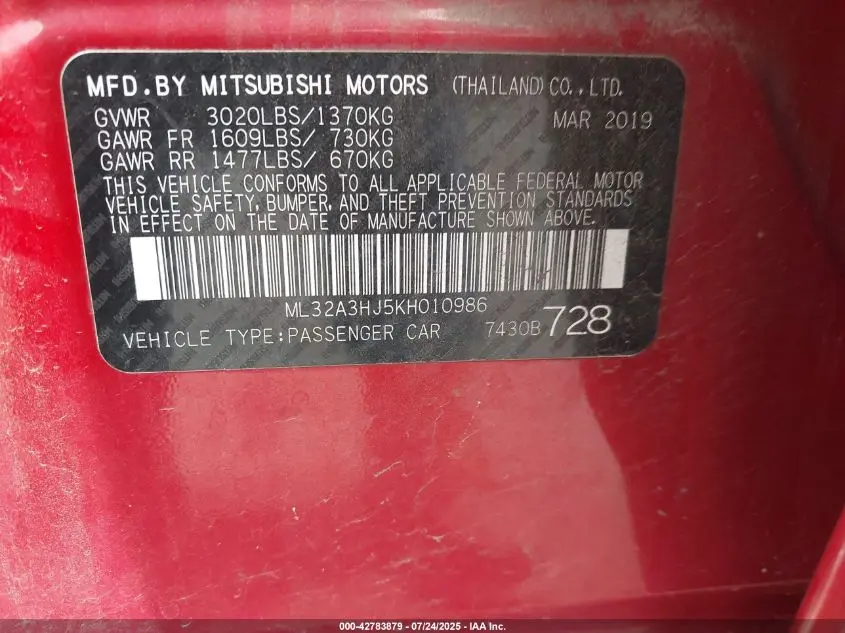 MFD.BY MITSUBISHI MOTORS (THAILAND)CO.,LTD.
GVWR 3020LBS/1370KG MAR 2019
GAWR FR 1609LBS/ 730KG
GAWR RR 1477LBS/ 670KG
THIS VEHICLE CONFORMS TO ALL APPLICABLE FEDERAL MOTOR
VEHICLE SAFETY, BUMPER, AND THEFT PREVENTION STANDARDS
IN EFFECT ON THE DATE OF MANUFACTURE SHOWN ABOVE.
ML32A3HJ5KH010986
VEHICLE TYPE:PASSENGER CAR 7430B 728
000-42783879 - 07/24/2025 - IAA Inc.